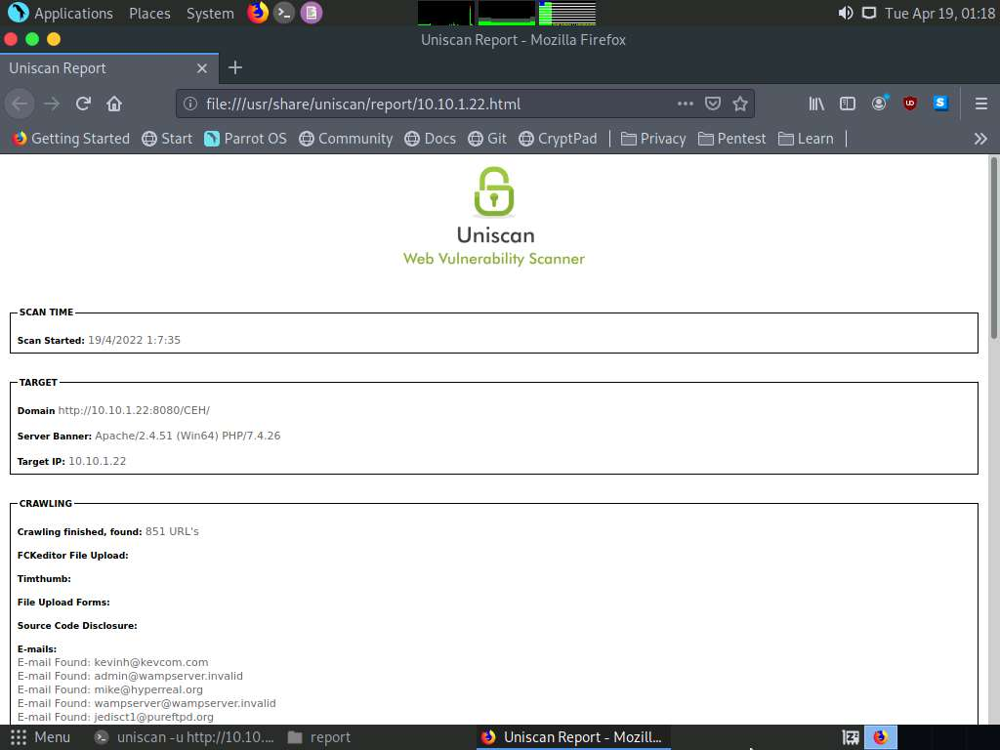 Applications Places System Tue Apr 19, 01:18
Uniscan Report - Mozilla Firefox
Uniscan Report
file:///usr/share/uniscan/report/10.10.1.22.html
Getting Started Start Parrot OS Community Docs Git CryptPad Privacy Pentest Learn
Uniscan
Web Vulnerability Scanner
SCAN TIME
Scan Started: 19/4/2022 1:7:35
TARGET
Domain http://10.10.1.22:8080/CEH/
Server Banner: Apache/2.4.51 (Win64) PHP/7.4.26
Target IP: 10.10.1.22
CRAWLING
Crawling finished, found: 851 URL's
FCKeditor File Upload:
Timthumb:
File Upload Forms:
Source Code Disclosure:
E-mails:
E-mail Found: kevinh@kevcom.com
E-mail Found: admin@wampserver.invalid
E-mail Found: mike@hyperreal.org
E-mail Found: wampserver@wampserver.invalid
E-mail Found: jedisct1@pureftpd.org
Menu uniscan -u http://10.10.... report Uniscan Report - Mozill...